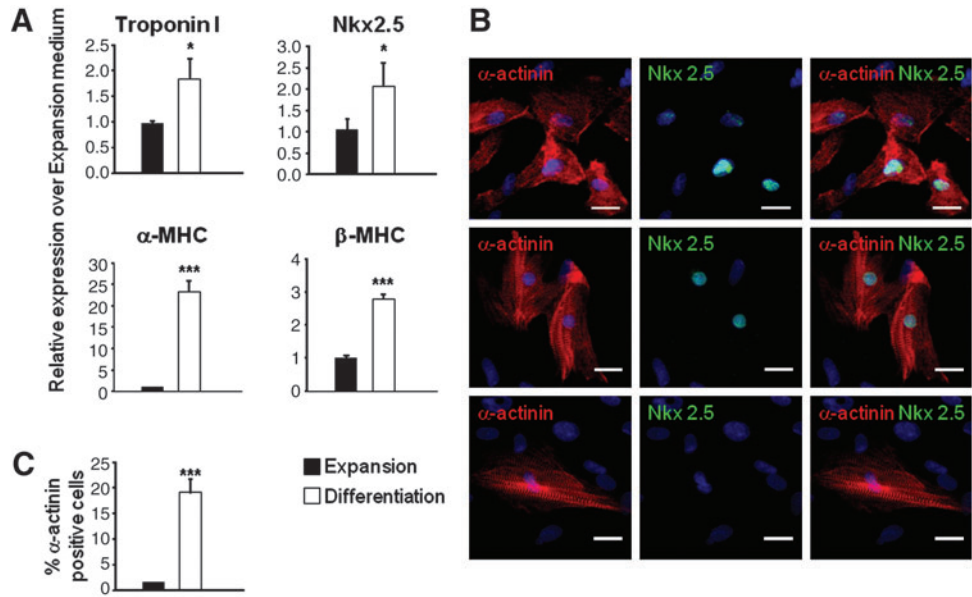 A
B
Relative expression over Expansion medium
Troponin I
2.5
2.0
1.5
1.0
0.5
0.0
*
Nkx2.5
3.0
2.5
2.0
1.5
1.0
0.5
0.0
*
α-MHC
30
25
20
15
10
5
0
***
β-MHC
4
3
2
1
0
***
C
% α-actinin
positive cells
25
20
15
10
5
0
***
Expansion
Differentiation
α-actinin
Nkx 2.5
α-actinin Nkx 2.5
α-actinin
Nkx 2.5
α-actinin Nkx 2.5
α-actinin
Nkx 2.5
α-actinin Nkx 2.5